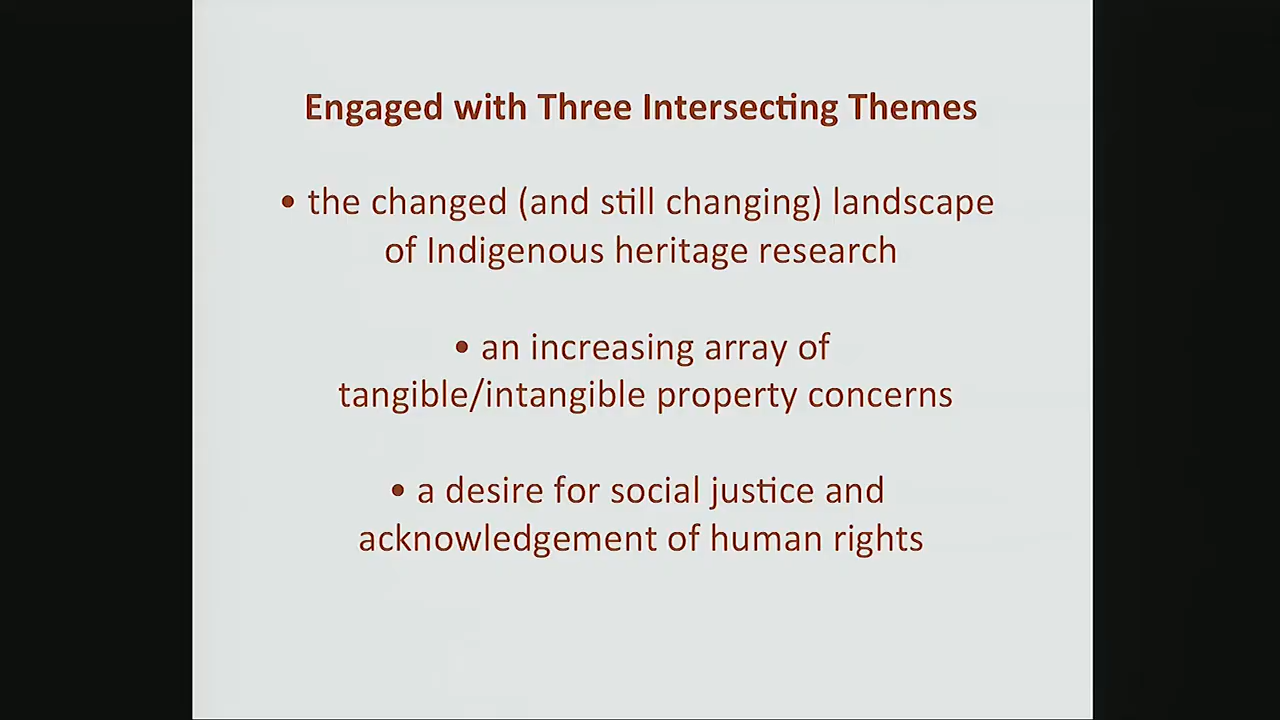 Engaged with Three Intersecting Themes
• the changed (and still changing) landscape
of Indigenous heritage research
• an increasing array of
tangible/intangible property concerns
• a desire for social justice and
acknowledgement of human rights